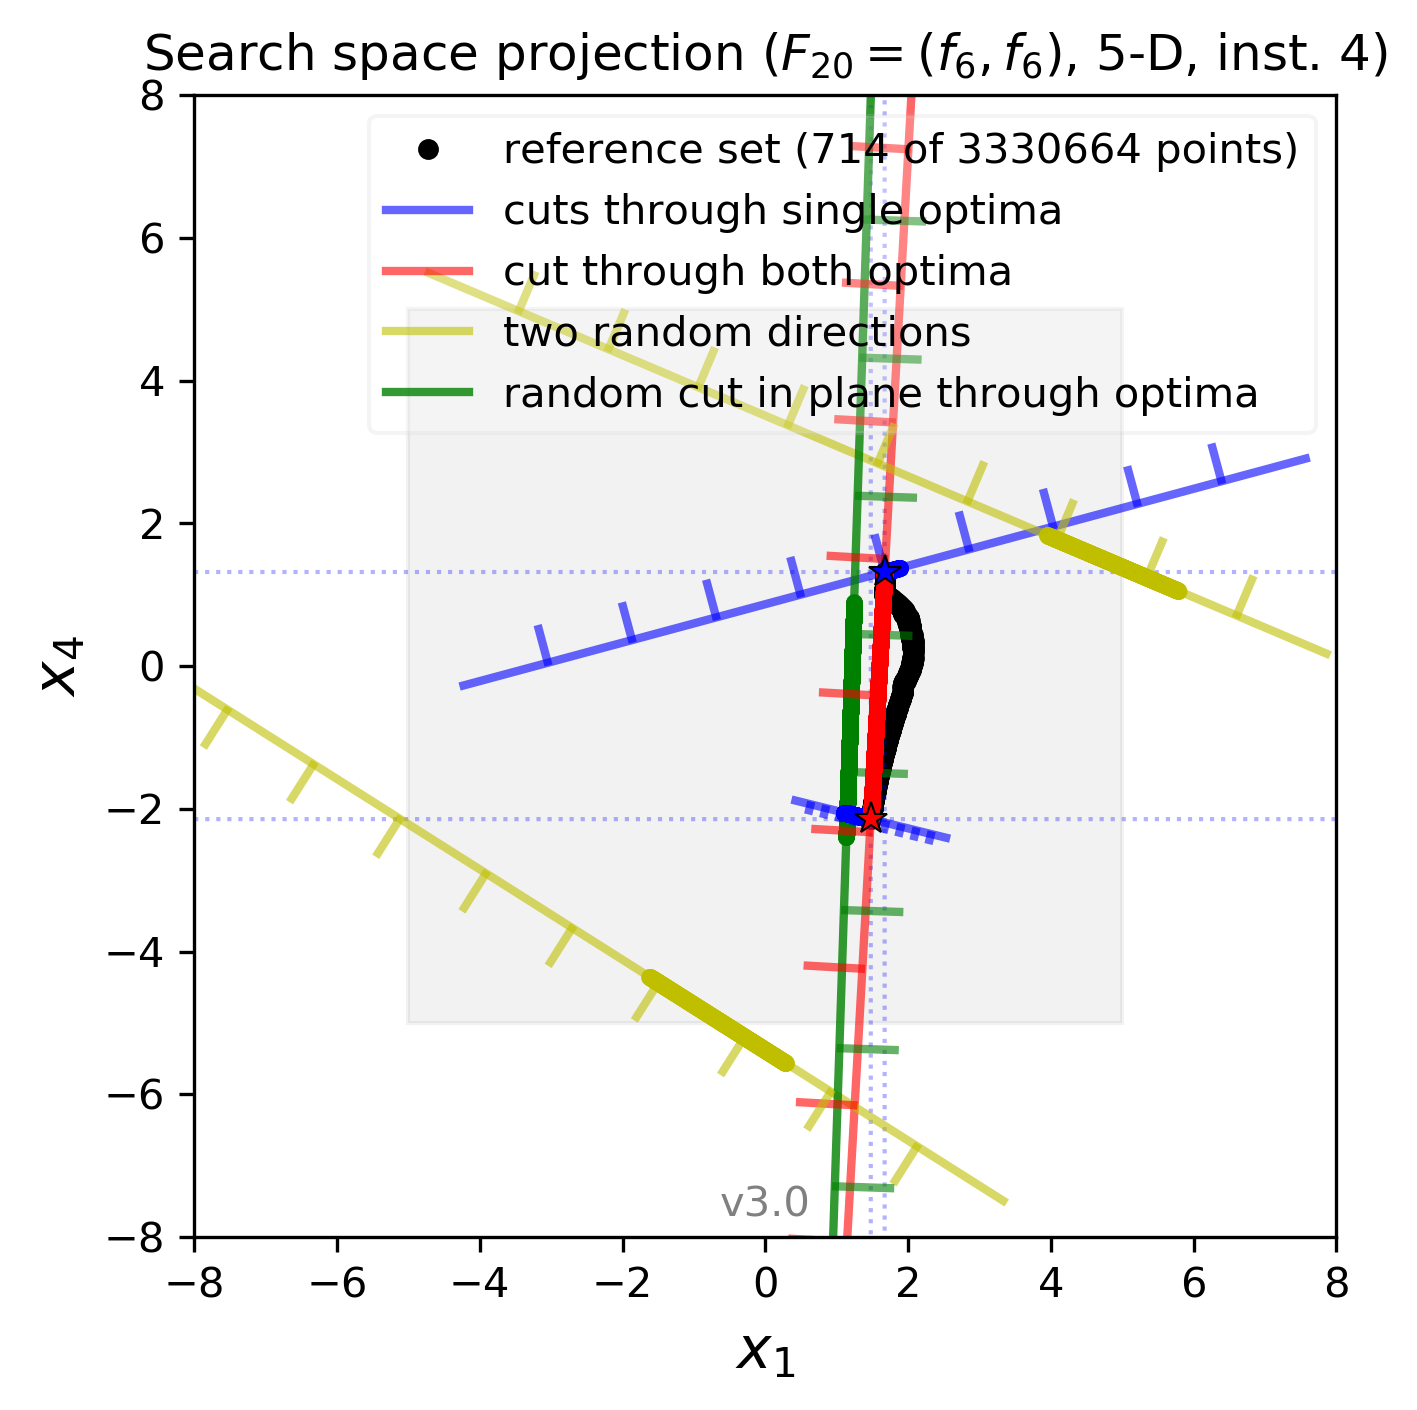 Search space projection (F₂₀ = (f₆, f₆), 5-D, inst. 4)
8
6
4
2
0
−2
−4
−6
−8
x₄
reference set (714 of 3330664 points)
cuts through single optima
cut through both optima
two random directions
random cut in plane through optima
v3.0
−8 −6 −4 −2 0 2 4 6 8
x₁